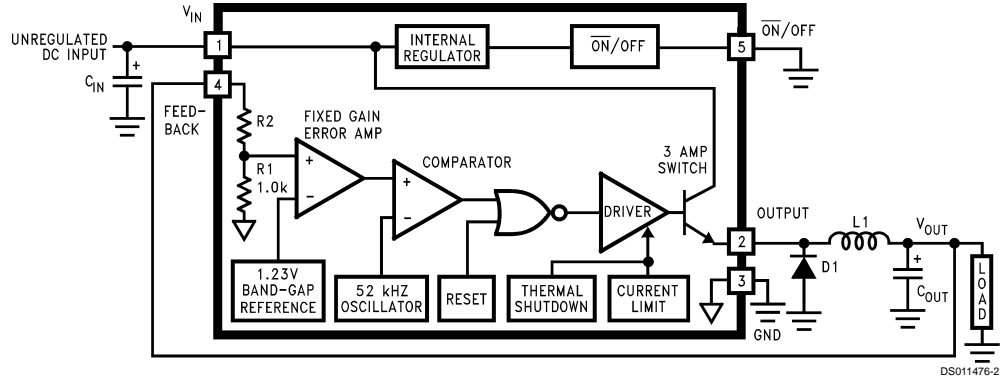 VIN
UNREGULATED
DC INPUT
CIN
+
1
4
FEED-
BACK
INTERNAL
REGULATOR
ON/OFF
5
ON/OFF
R2
R1
1.0k
FIXED GAIN
ERROR AMP
+
-
COMPARATOR
+
-
DRIVER
3 AMP
SWITCH
OUTPUT
2
3
GND
L1
VOUT
D1
+
COUT
LOAD
1.23V
BAND-GAP
REFERENCE
52 kHZ
OSCILLATOR
RESET
THERMAL
SHUTDOWN
CURRENT
LIMIT
DS011476-2